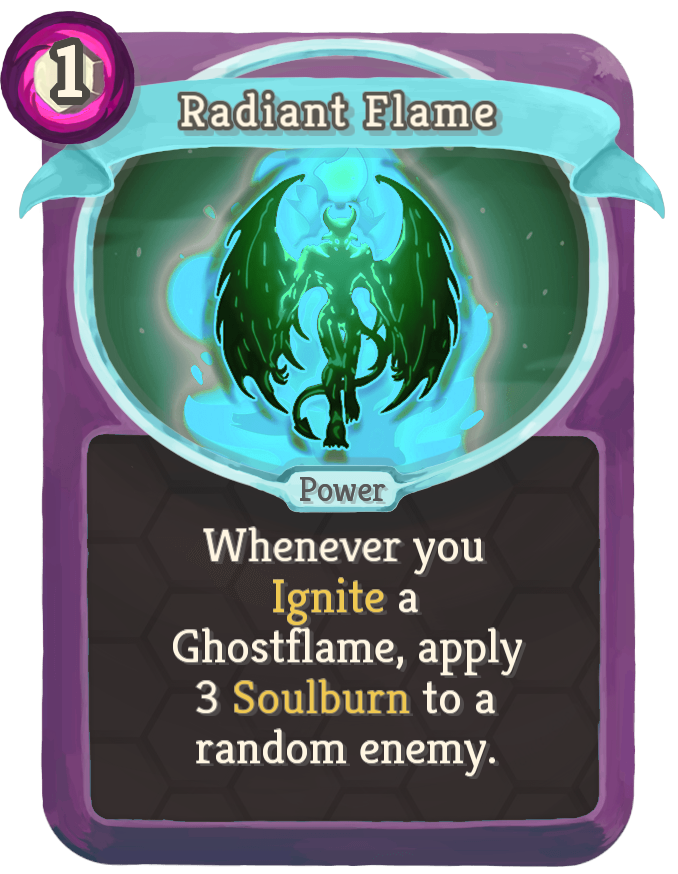 1
Radiant Flame
Power
Whenever you
Ignite a
Ghostflame, apply
3 Soulburn to a
random enemy.